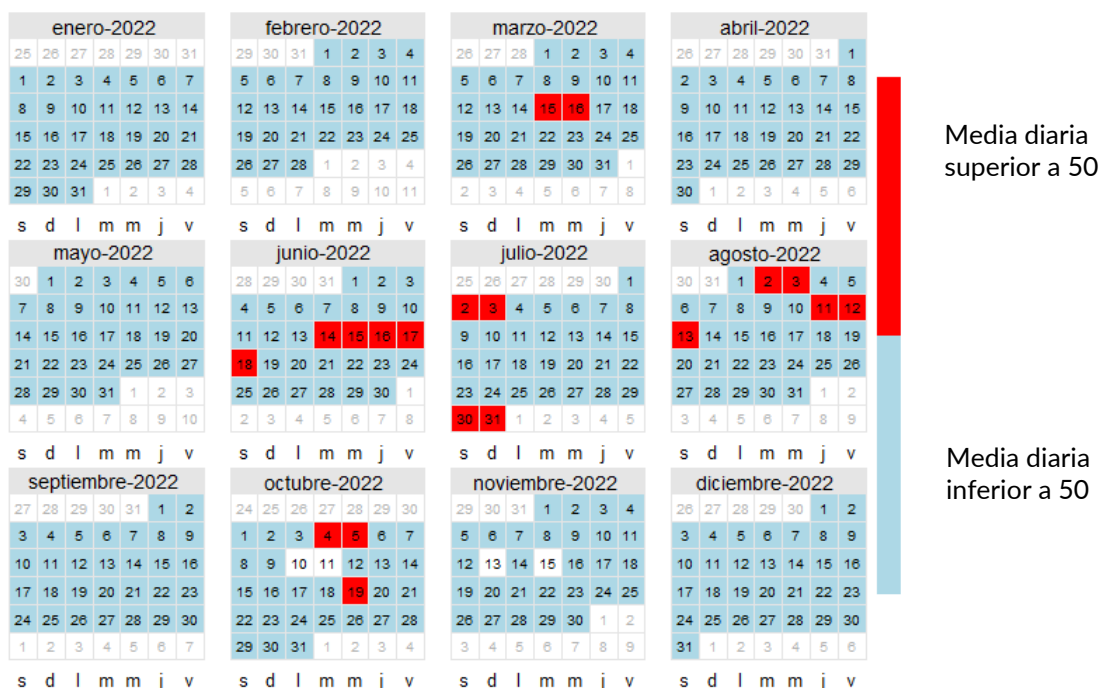 enero-2022
25 26 27 28 29 30 31
1 2 3 4 5 6 7
8 9 10 11 12 13 14
15 16 17 18 19 20 21
22 23 24 25 26 27 28
29 30 31 1 2 3 4
s d l m m j v
febrero-2022
29 30 31 1 2 3 4
5 6 7 8 9 10 11
12 13 14 15 16 17 18
19 20 21 22 23 24 25
26 27 28 1 2 3 4
5 6 7 8 9 10 11
s d l m m j v
marzo-2022
26 27 28 1 2 3 4
5 6 7 8 9 10 11
12 13 14 15 16 17 18
19 20 21 22 23 24 25
26 27 28 29 30 31 1
2 3 4 5 6 7 8
s d l m m j v
abril-2022
26 27 28 29 30 31 1
2 3 4 5 6 7 8
9 10 11 12 13 14 15
16 17 18 19 20 21 22
23 24 25 26 27 28 29
30 1 2 3 4 5 6
s d l m m j v
Media diaria
superior a 50
mayo-2022
30 1 2 3 4 5 6
7 8 9 10 11 12 13
14 15 16 17 18 19 20
21 22 23 24 25 26 27
28 29 30 31 1 2 3
4 5 6 7 8 9 10
s d l m m j v
junio-2022
28 29 30 31 1 2 3
4 5 6 7 8 9 10
11 12 13 14 15 16 17
18 19 20 21 22 23 24
25 26 27 28 29 30 1
2 3 4 5 6 7 8
s d l m m j v
julio-2022
25 26 27 28 29 30 1
2 3 4 5 6 7 8
9 10 11 12 13 14 15
16 17 18 19 20 21 22
23 24 25 26 27 28 29
30 31 1 2 3 4 5
s d l m m j v
agosto-2022
30 31 1 2 3 4 5
6 7 8 9 10 11 12
13 14 15 16 17 18 19
20 21 22 23 24 25 26
27 28 29 30 31 1 2
3 4 5 6 7 8 9
s d l m m j v
Media diaria
inferior a 50
septiembre-2022
27 28 29 30 31 1 2
3 4 5 6 7 8 9
10 11 12 13 14 15 16
17 18 19 20 21 22 23
24 25 26 27 28 29 30
1 2 3 4 5 6 7
s d l m m j v
octubre-2022
24 25 26 27 28 29 30
1 2 3 4 5 6 7
8 9 10 11 12 13 14
15 16 17 18 19 20 21
22 23 24 25 26 27 28
29 30 31 1 2 3 4
s d l m m j v
noviembre-2022
29 30 31 1 2 3 4
5 6 7 8 9 10 11
12 13 14 15 16 17 18
19 20 21 22 23 24 25
26 27 28 29 30 1 2
3 4 5 6 7 8 9
s d l m m j v
diciembre-2022
26 27 28 29 30 1 2
3 4 5 6 7 8 9
10 11 12 13 14 15 16
17 18 19 20 21 22 23
24 25 26 27 28 29 30
31 1 2 3 4 5 6
s d l m m j v